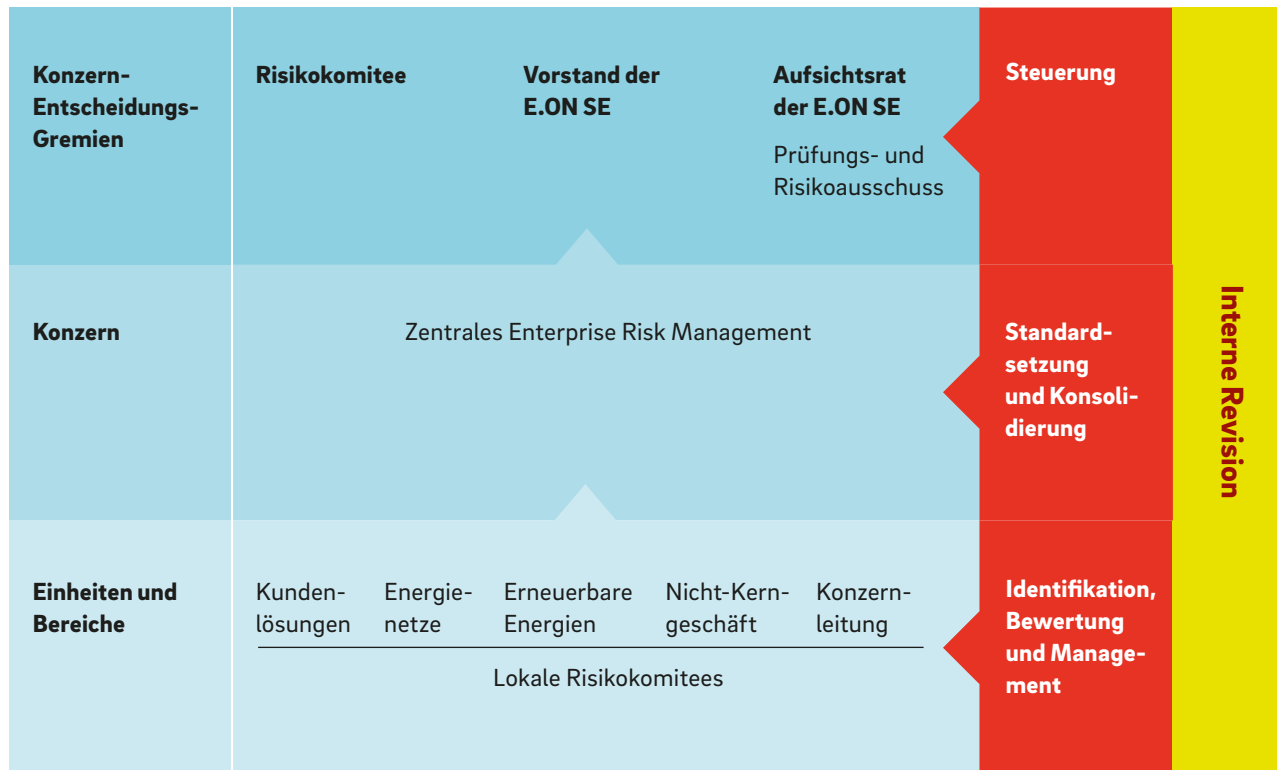 Konzern-
Entscheidungs-
Gremien
Risikokomitee
Vorstand der
E.ON SE
Aufsichtsrat
der E.ON SE
Prüfungs- und
Risikoausschuss
Steuerung
Konzern
Zentrales Enterprise Risk Management
Standard-
setzung
und Konsoli-
dierung
Einheiten und
Bereiche
Kunden-
lösungen
Energie-
netze
Erneuerbare
Energien
Nicht-Kern-
geschäft
Konzern-
leitung
Lokale Risikokomitees
Identifikation,
Bewertung
und Manage-
ment
Interne Revision